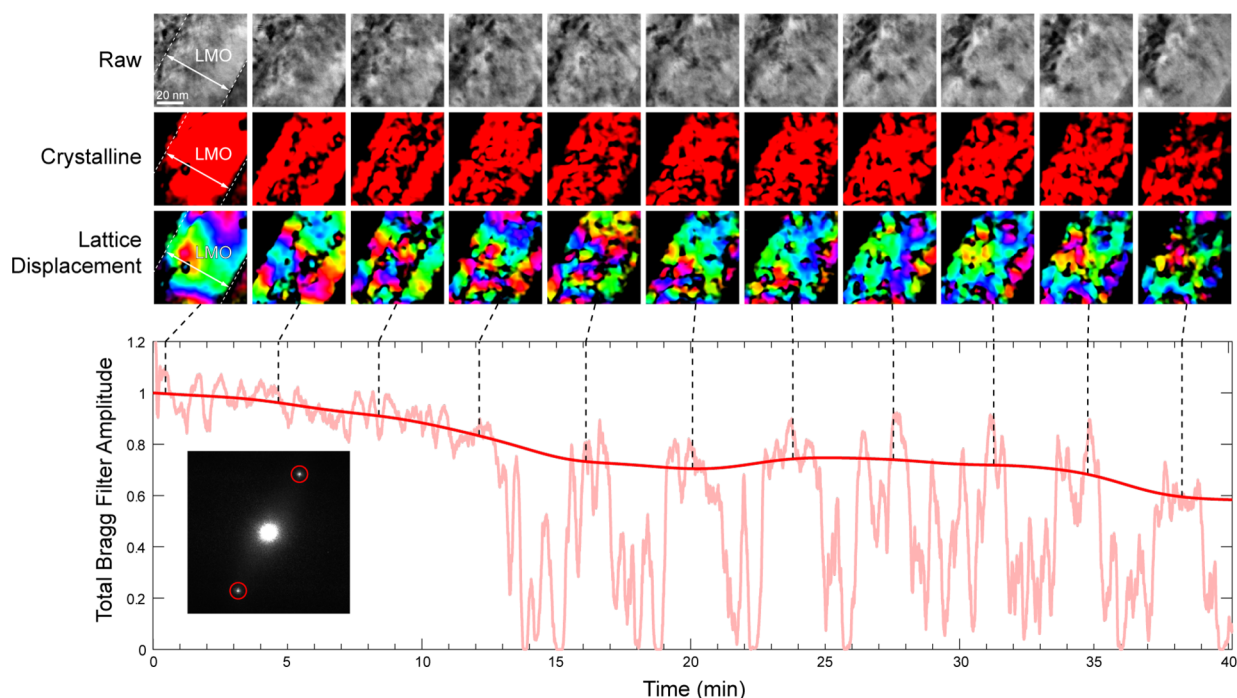 Raw
LMO
20 nm
Crystalline
LMO
Lattice
Displacement
LMO
Total Bragg Filter Amplitude
1.2
1
0.8
0.6
0.4
0.2
0
0 5 10 15 20 25 30 35 40
Time (min)